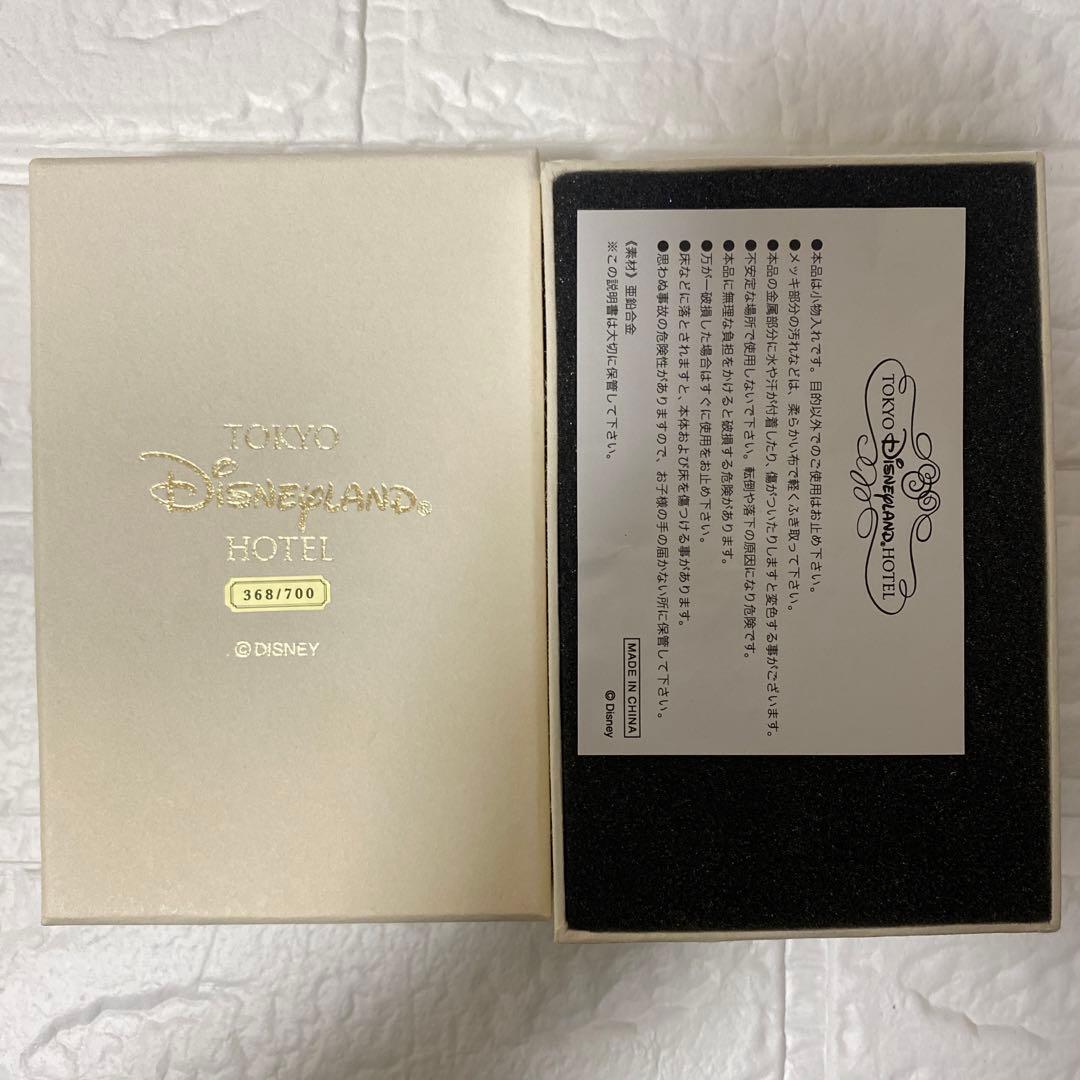 TOKYO
DISNEYLAND®
HOTEL
368/700
©DISNEY
TOKYO DISNEYLAND® HOTEL
●本品は小物入れです。目的以外でのご使用はお止め下さい。
●メッキ部分の汚れなどは、柔らかい布で軽くふき取って下さい。
●本品の金属部分に水や汗が付着したり、傷がついたりしますと変色する事がございます。
●不安定な場所で使用しないで下さい。転倒や落下の原因になり危険です。
●本品に無理な負担をかけると破損する危険があります。
●万が一破損した場合はすぐに使用をお止め下さい。
●床などに落とされますと、本体および床を傷つける事があります。
●思わぬ事故の危険性がありますので、お子様の手の届かない所に保管して下さい。
《素材》亜鉛合金
※この説明書は大切に保管して下さい。
MADE IN CHINA
© Disney